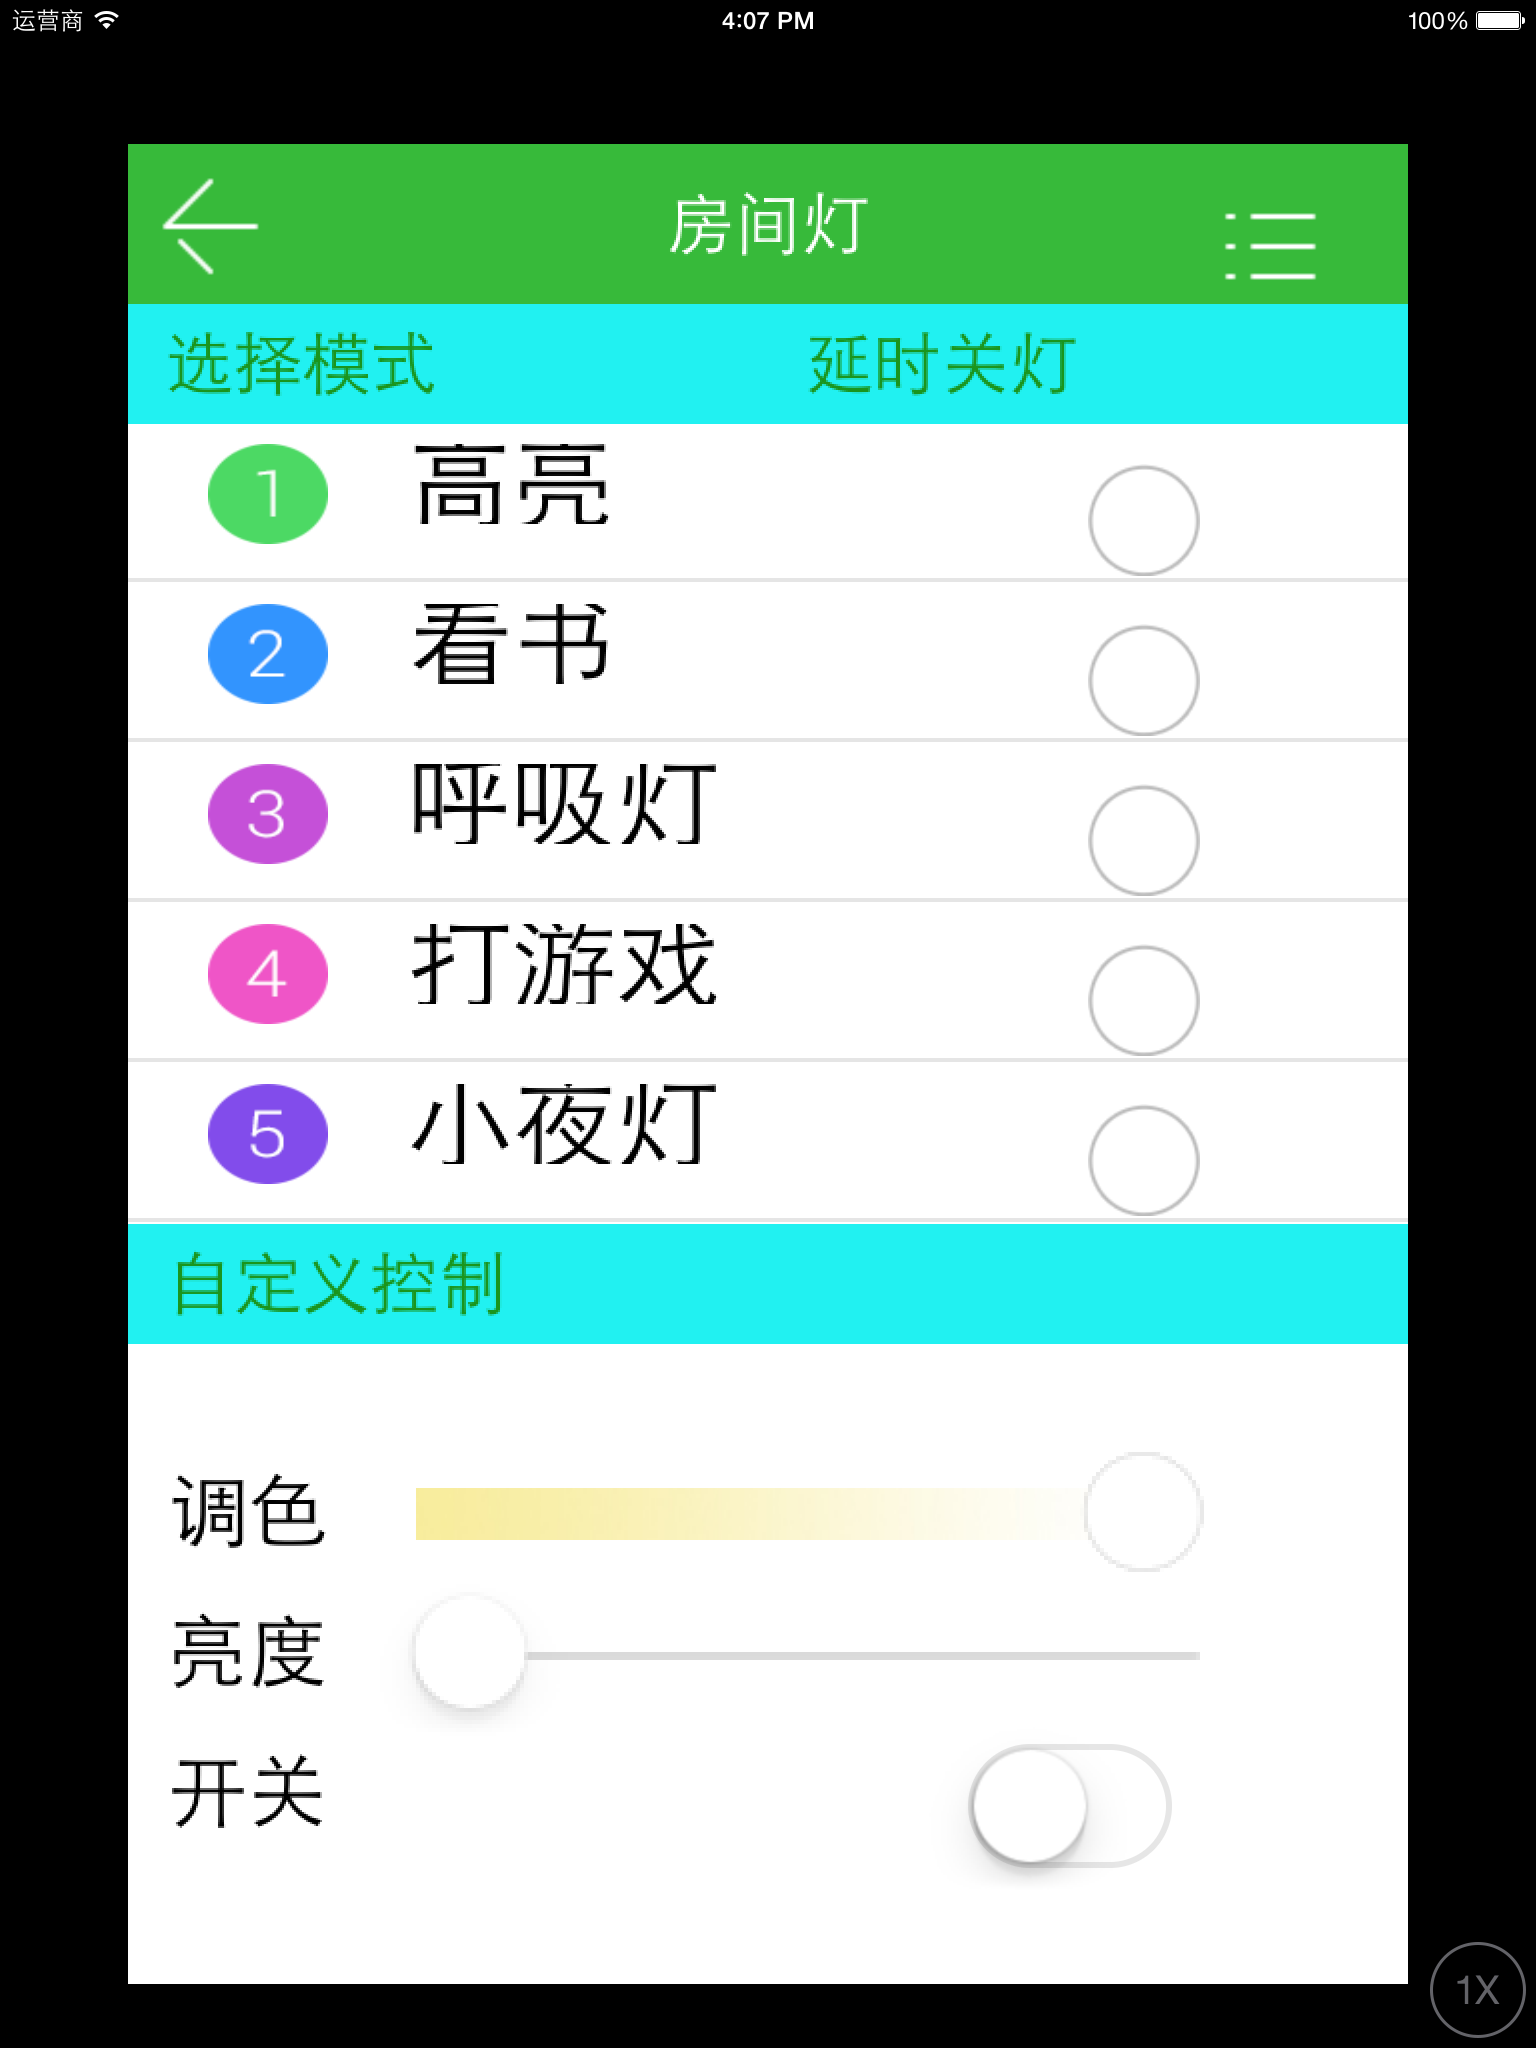 运营商 4:07 PM 100%
房间灯
选择模式 延时关灯
1 高亮
2 看书
3 呼吸灯
4 打游戏
5 小夜灯
自定义控制
调色
亮度
开关
1X